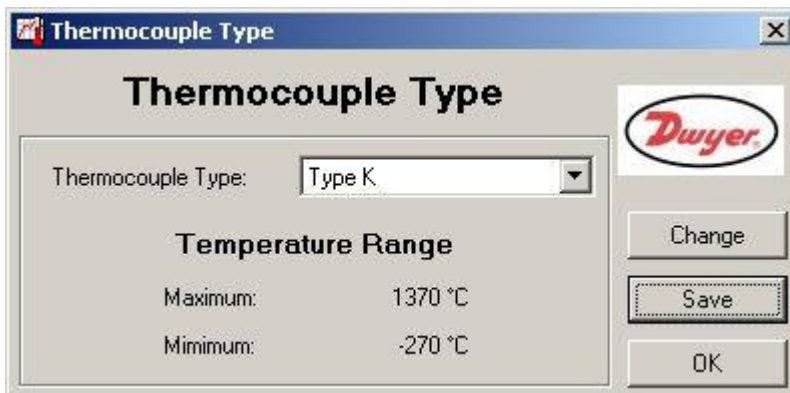 Thermocouple Type
Thermocouple Type
Dwyer
Thermocouple Type: Type K
Change
Temperature Range
Maximum: 1370 °C
Save
Mimimum: -270 °C
OK